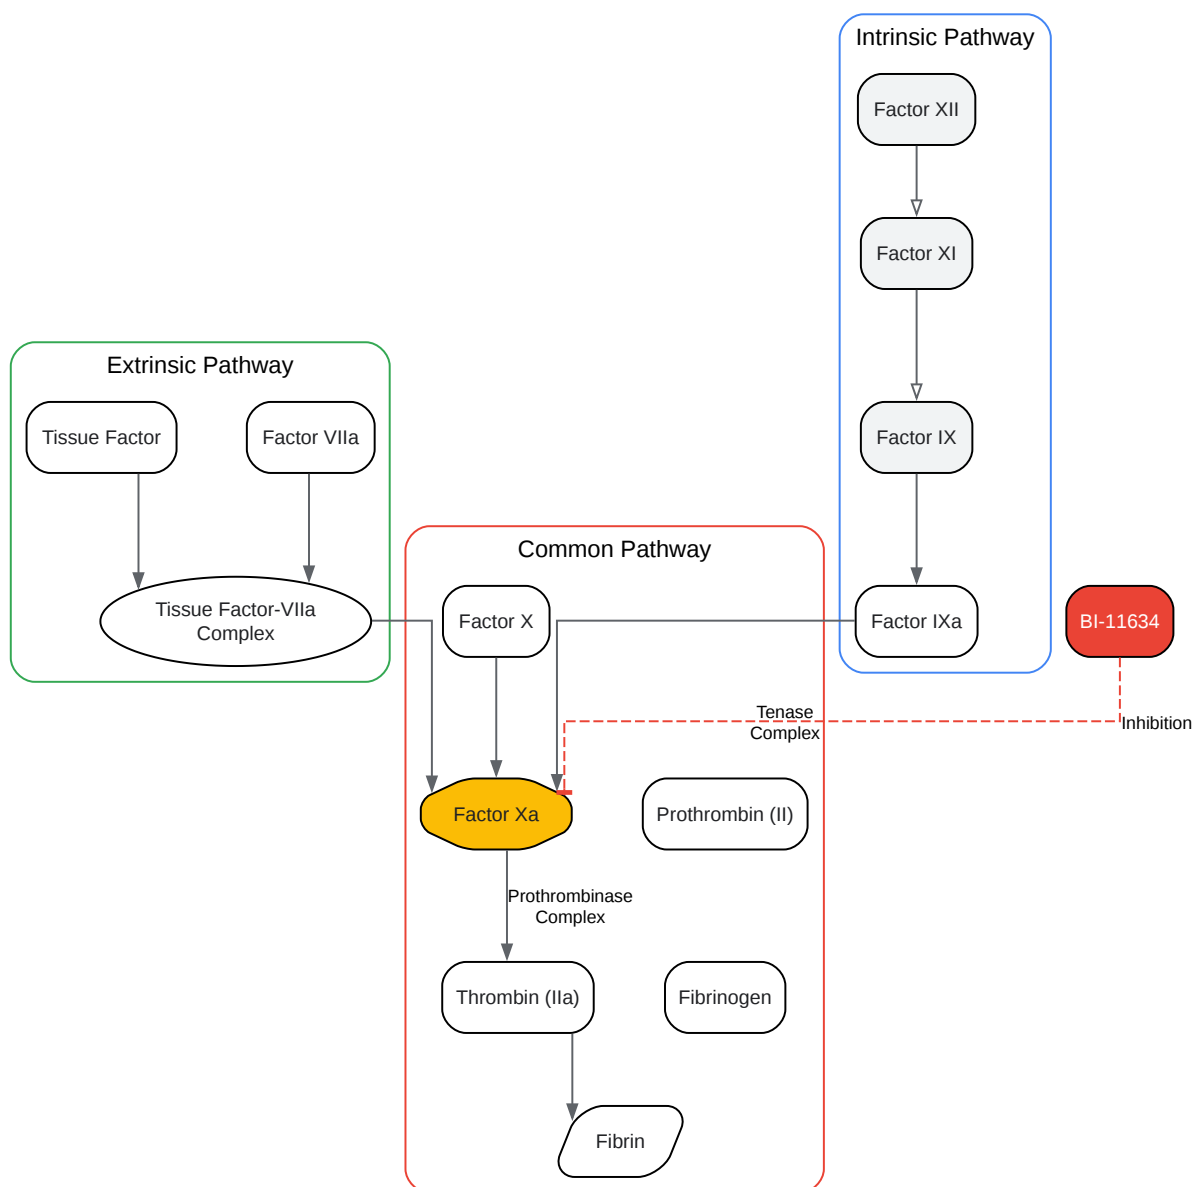 Intrinsic Pathway
Factor XII
Factor XI
Extrinsic Pathway
Tissue Factor
Factor VIIa
Factor IX
Common Pathway
Tissue Factor-VIIa
Complex
Factor X
Factor IXa
BI-11634
Tenase
Complex
Inhibition
Factor Xa
Prothrombin (II)
Prothrombinase
Complex
Thrombin (IIa)
Fibrinogen
Fibrin